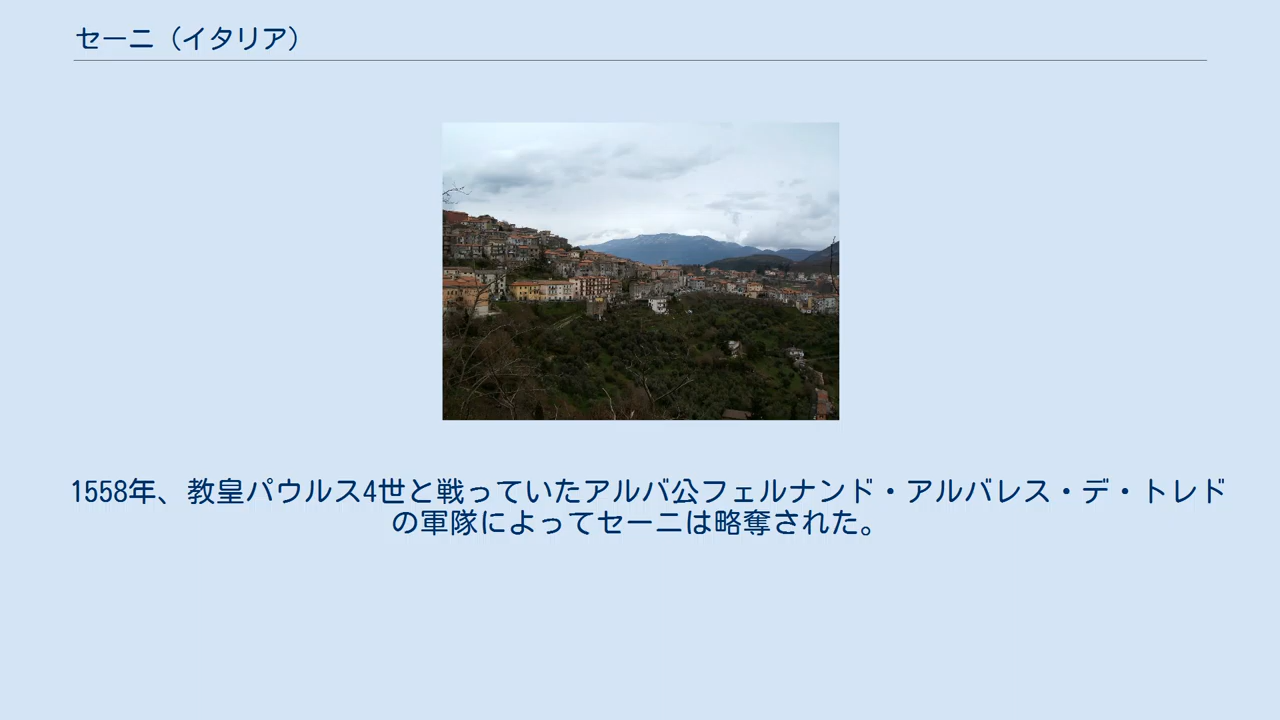 セーニ（イタリア）
1558年、教皇パウルス4世と戦っていたアルバ公フェルナンド・アルバレス・デ・トレド
の軍隊によってセーニは略奪された。